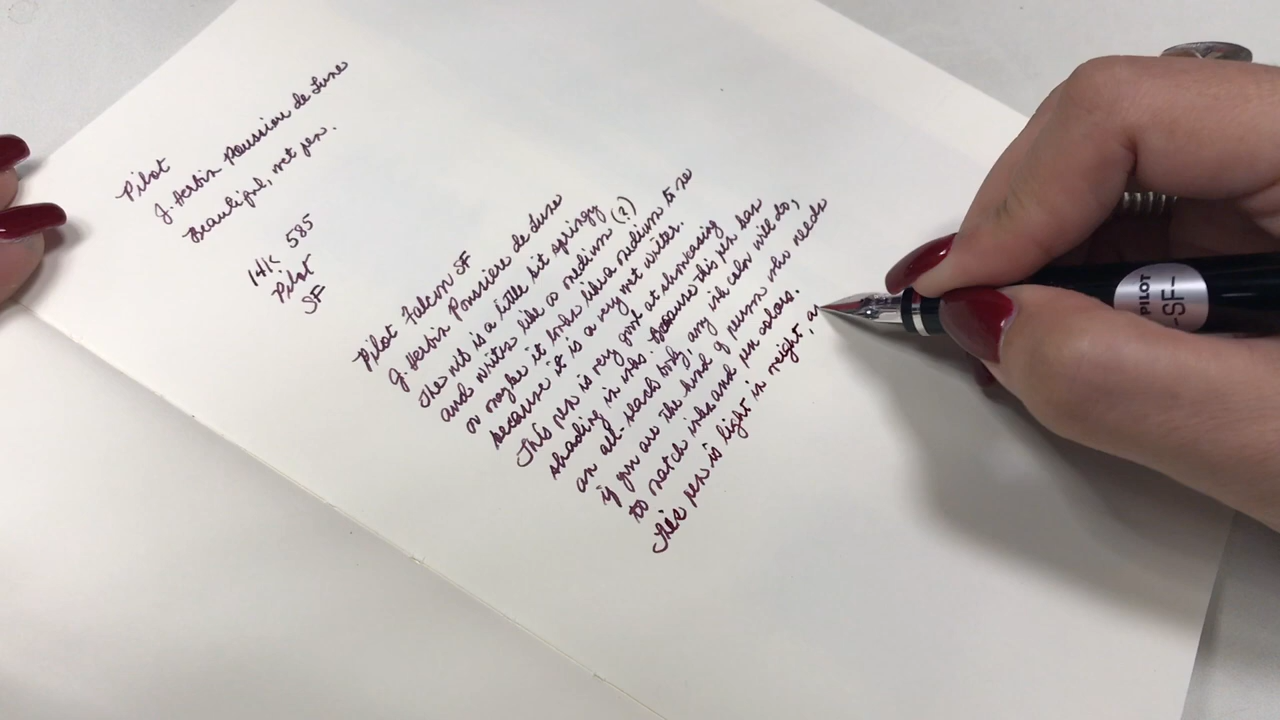 Pilot
J. Herbin Poussiere de Lune
Beautiful, wet pen.
14K 585
Pilot
SF
Pilot Falcon SF
J. Herbin Poussiere de Lune
The nib is a little bit springy
and writes like a medium (?)
or maybe it looks like a medium to me
because it is a very wet writer.
This pen is very good at showcasing
shading in inks. Because this pen has
an all-black body, any ink color will do,
if you are the kind of person who needs
to match inks and pen colors.
This pen is light in weight, as
PILOT
-SF-